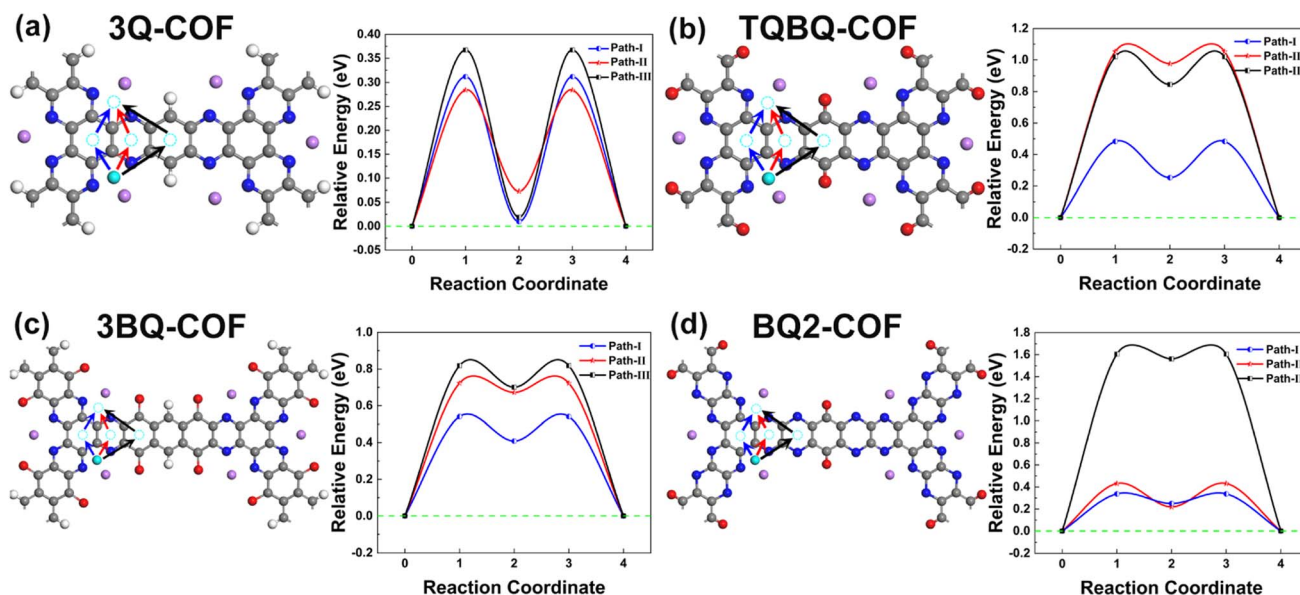 (a) 3Q-COF
Path-I
Path-II
Path-III
Relative Energy (eV)
0.40
0.35
0.30
0.25
0.20
0.15
0.10
0.05
0.00
-0.05
0 1 2 3 4
Reaction Coordinate
(b) TQBQ-COF
Path-I
Path-II
Path-II
Relative Energy (eV)
1.2
1.0
0.8
0.6
0.4
0.2
0.0
-0.2
0 1 2 3 4
Reaction Coordinate
(c) 3BQ-COF
Path-I
Path-II
Path-III
Relative Energy (eV)
1.0
0.8
0.6
0.4
0.2
0.0
-0.2
0 1 2 3 4
Reaction Coordinate
(d) BQ2-COF
Path-I
Path-II
Path-II
Relative Energy (eV)
1.8
1.6
1.4
1.2
1.0
0.8
0.6
0.4
0.2
0.0
-0.2
0 1 2 3 4
Reaction Coordinate